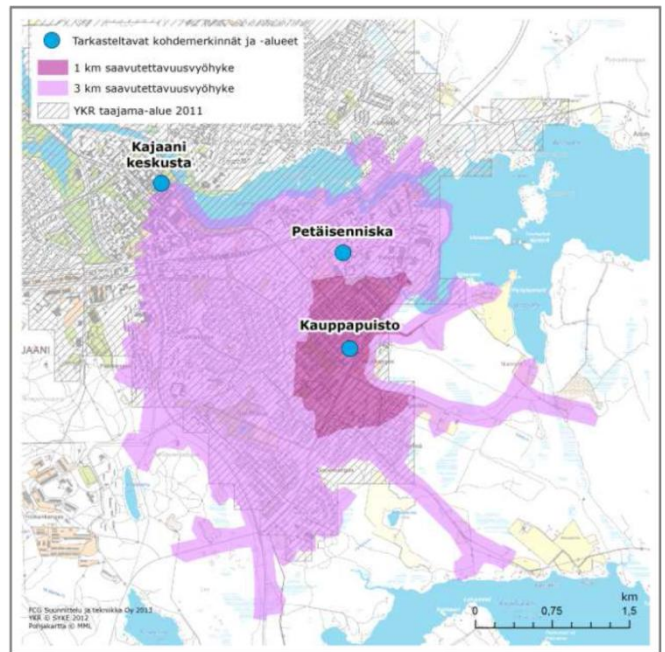 Tarkasteltavat kohdemerkinnät ja -alueet
1 km saavutettavuusvyöhyke
3 km saavutettavuusvyöhyke
YKR taajama-alue 2011
Kajaani
keskusta
Petäisenniska
Kauppapuisto
JAANI
km
0 0,75 1,5
FCG Suunnittelu ja tekniikka Oy 2013
YKR © SYKE 2012
Pohjakartta © MML